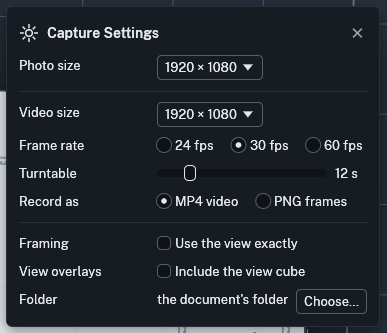 Capture Settings
Photo size 1920 × 1080
Video size 1920 × 1080
Frame rate 24 fps 30 fps 60 fps
Turntable 12 s
Record as MP4 video PNG frames
Framing Use the view exactly
View overlays Include the view cube
Folder the document's folder Choose...